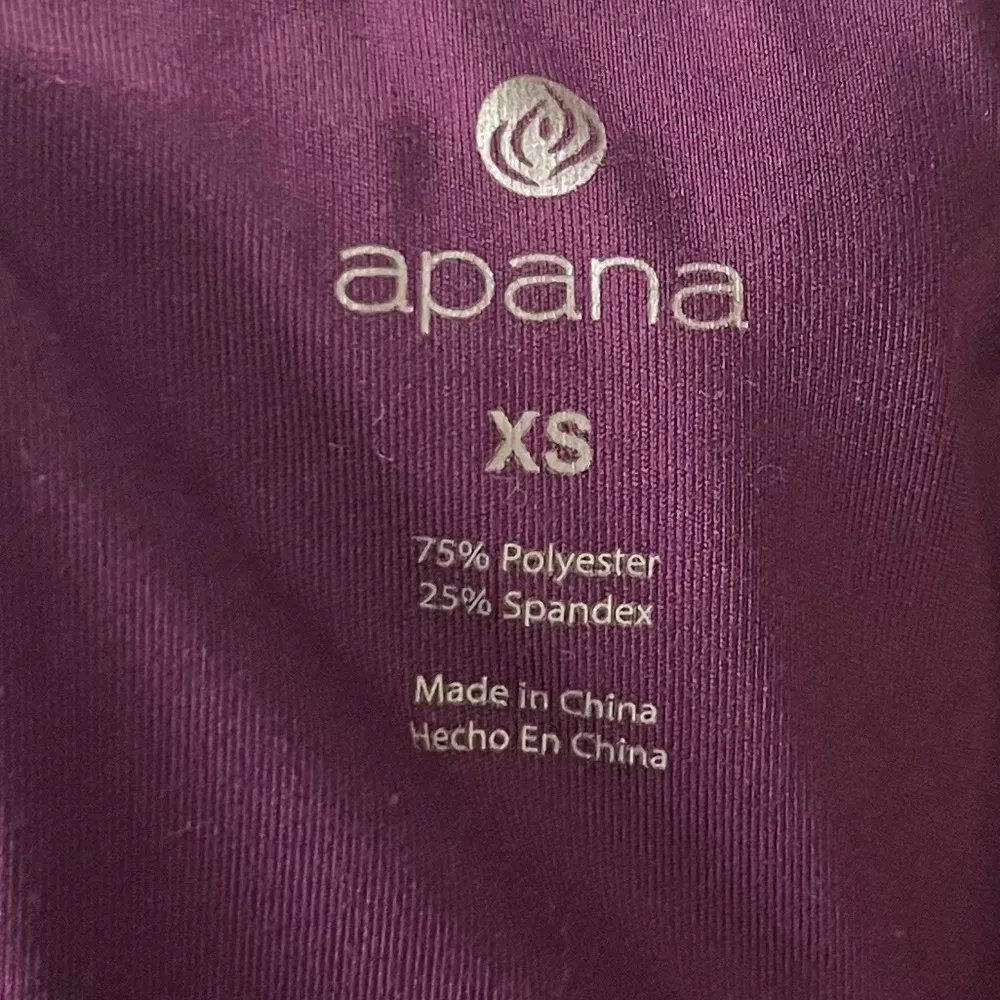 apana
XS
75% Polyester
25% Spandex
Made in China
Hecho En China